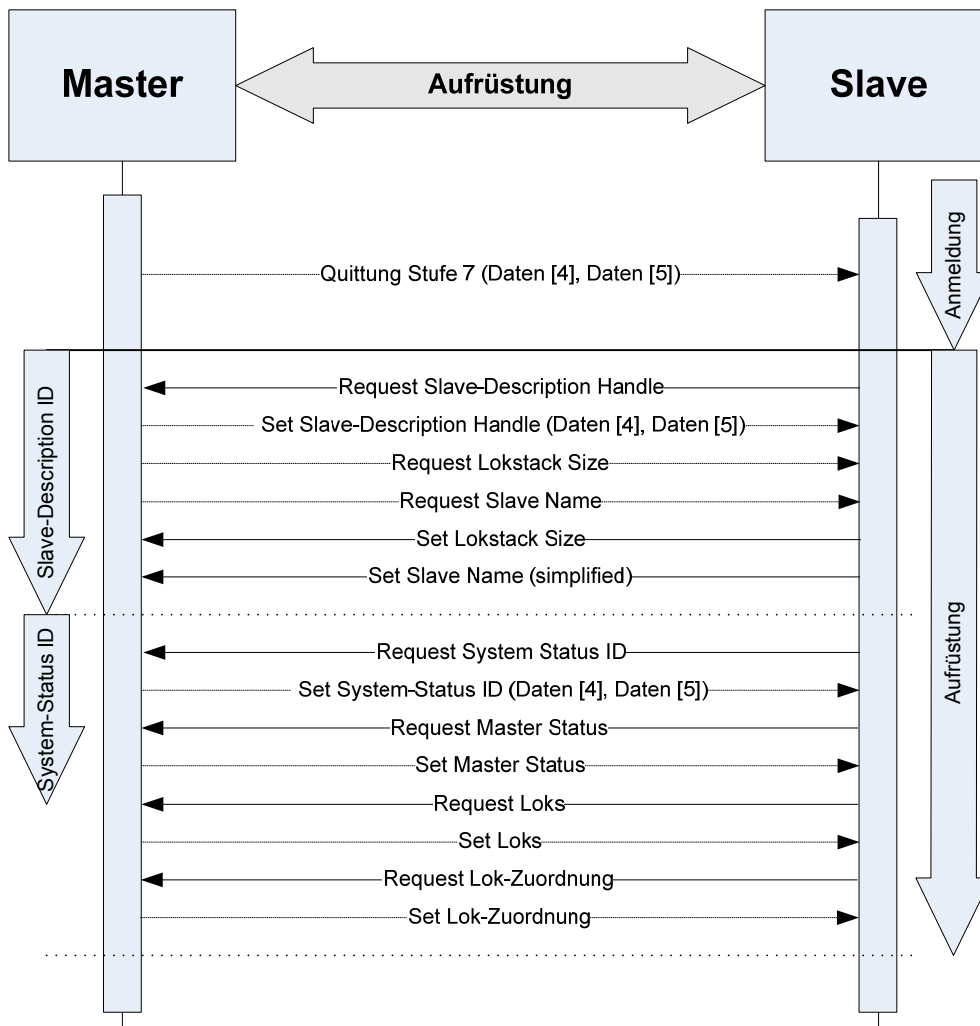 Master
Aufrüstung
Slave
Anmeldung
Quittung Stufe 7 (Daten [4], Daten [5])
Slave-Description ID
Request Slave-Description Handle
Set Slave-Description Handle (Daten [4], Daten [5])
Request Lokstack Size
Request Slave Name
Set Lokstack Size
Set Slave Name (simplified)
Aufrüstung
System-Status ID
Request System Status ID
Set System-Status ID (Daten [4], Daten [5])
Request Master Status
Set Master Status
Request Loks
Set Loks
Request Lok-Zuordnung
Set Lok-Zuordnung